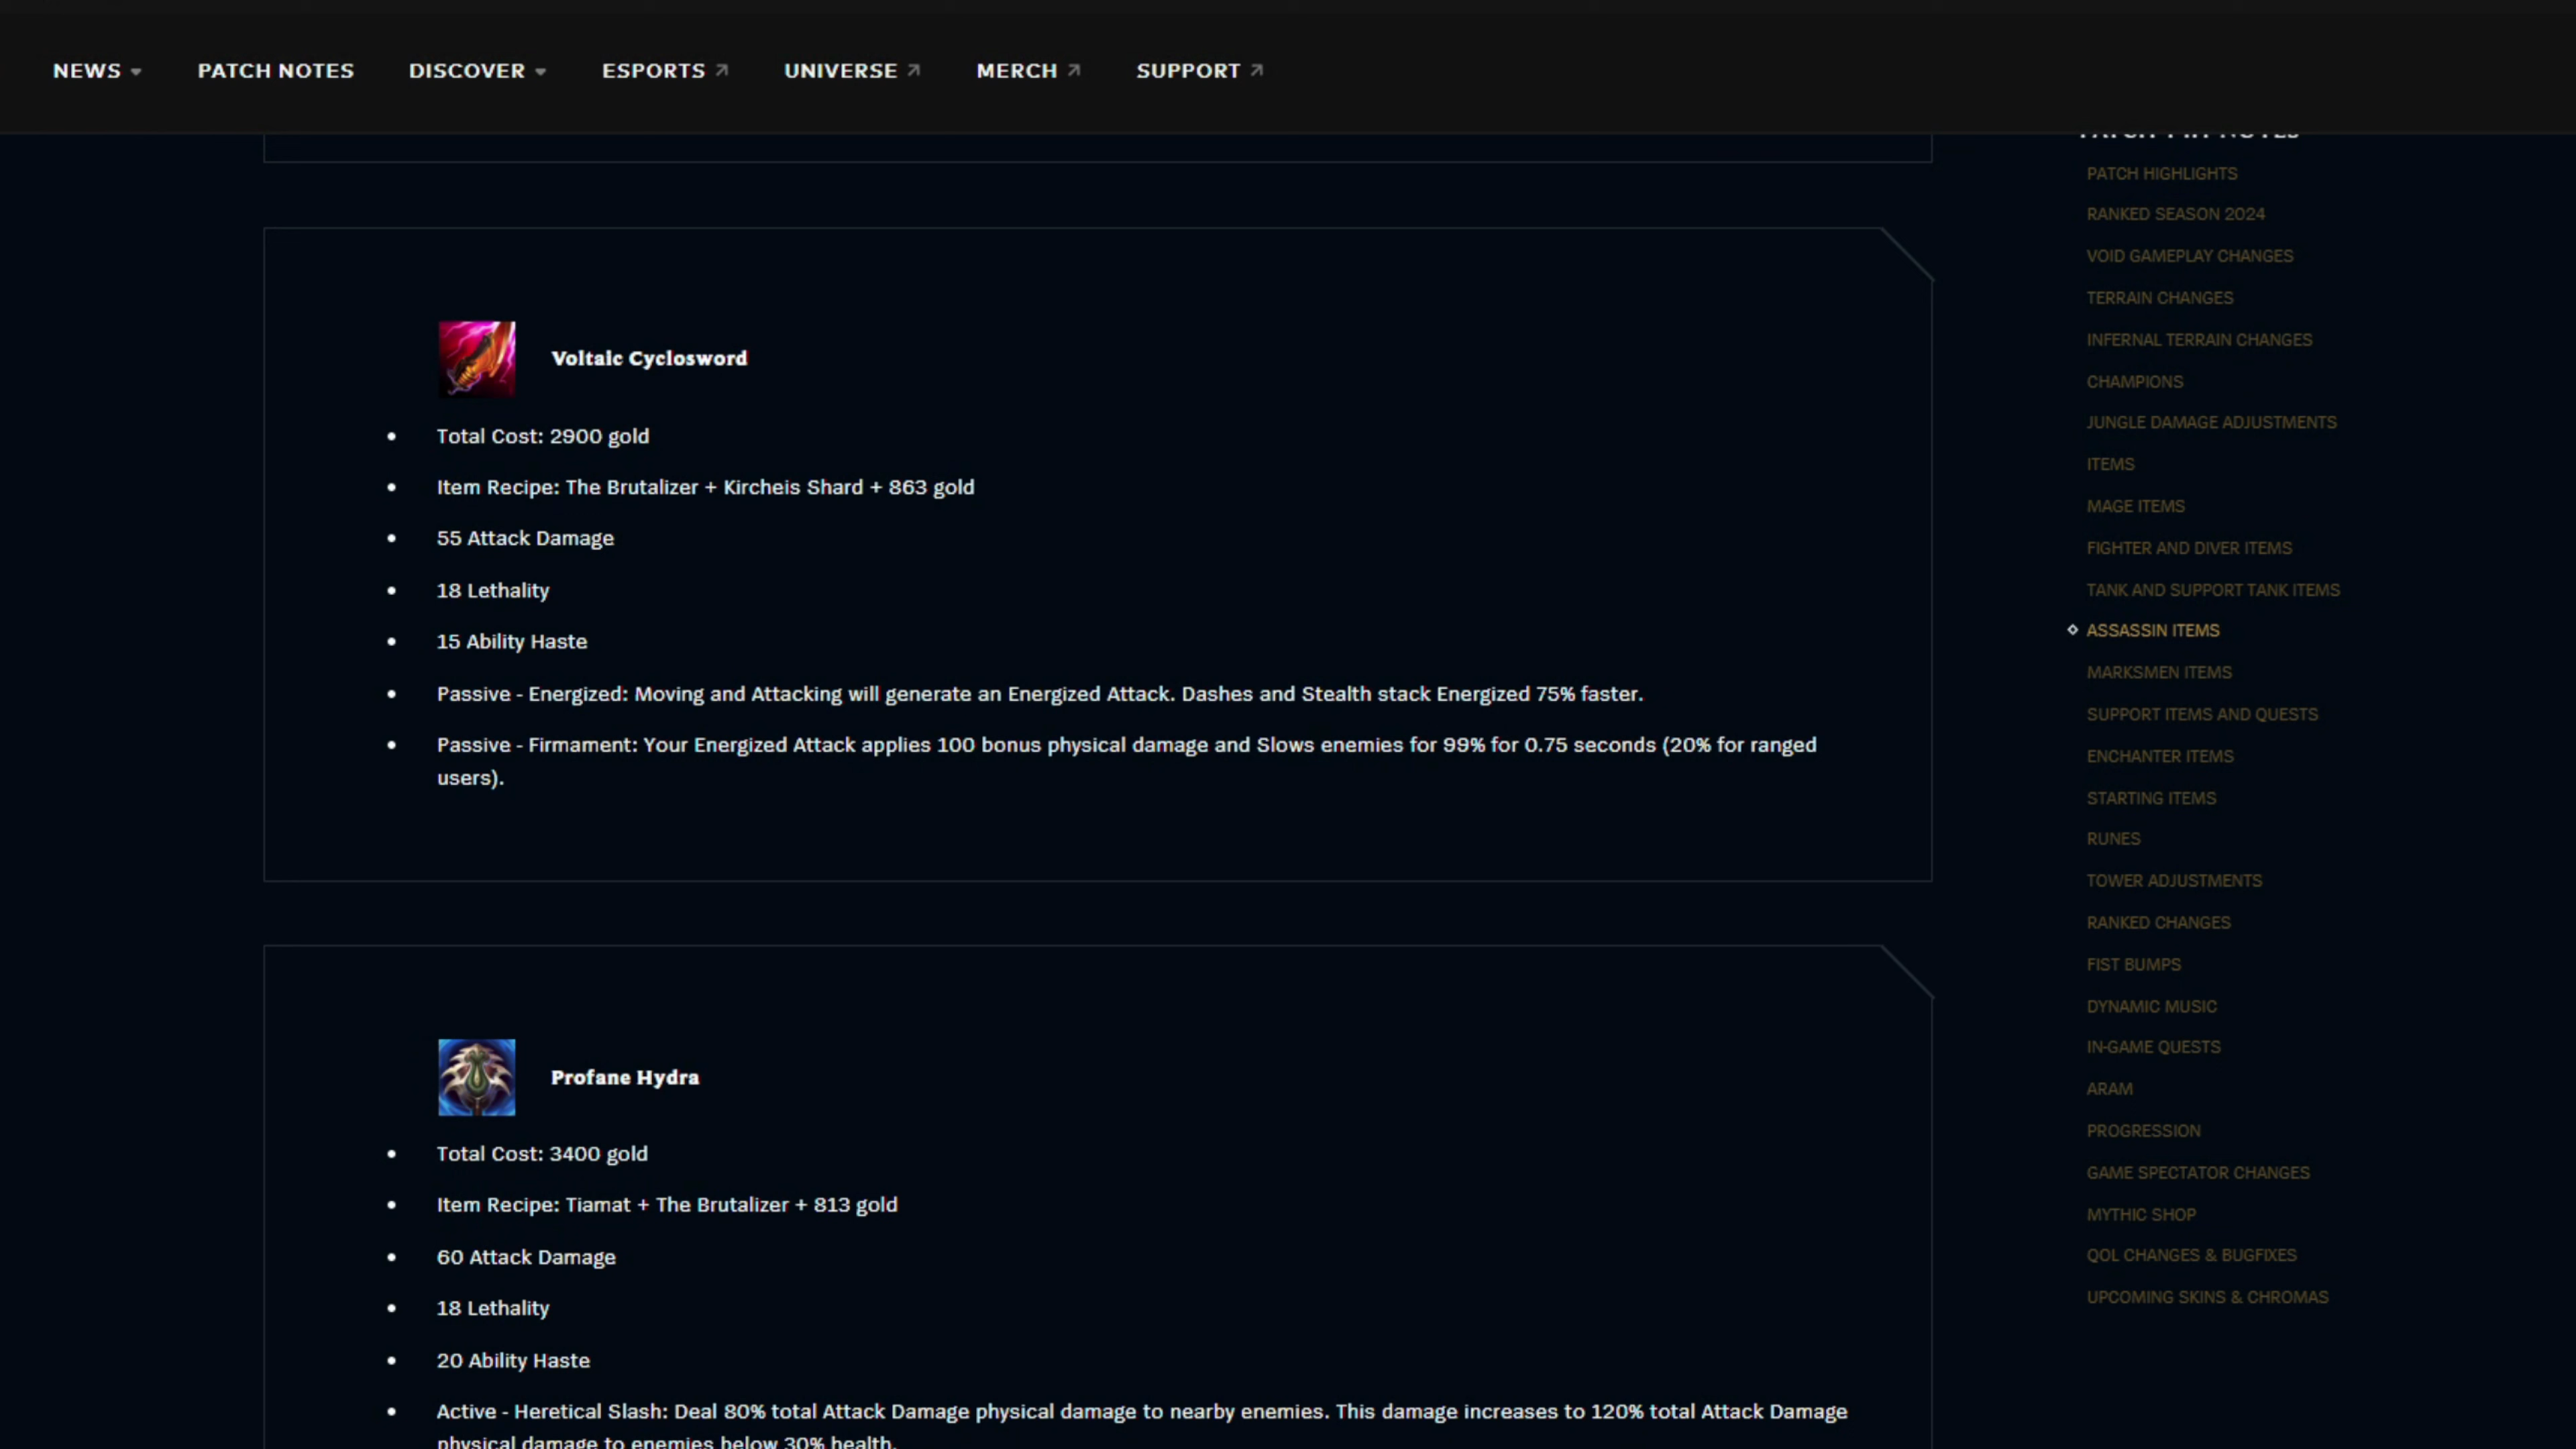 NEWS
PATCH NOTES
DISCOVER
ESPORTS
UNIVERSE
MERCH
SUPPORT
Voltaic Cyclosword
• Total Cost: 2900 gold
• Item Recipe: The Brutalizer + Kircheis Shard + 863 gold
• 55 Attack Damage
• 18 Lethality
• 15 Ability Haste
• Passive - Energized: Moving and Attacking will generate an Energized Attack. Dashes and Stealth stack Energized 75% faster.
• Passive - Firmament: Your Energized Attack applies 100 bonus physical damage and Slows enemies for 99% for 0.75 seconds (20% for ranged
users).
Profane Hydra
• Total Cost: 3400 gold
• Item Recipe: Tiamat + The Brutalizer + 813 gold
• 60 Attack Damage
• 18 Lethality
• 20 Ability Haste
• Active - Heretical Slash: Deal 80% total Attack Damage physical damage to nearby enemies. This damage increases to 120% total Attack Damage
physical damage to enemies below 30% health.
PATCH HIGHLIGHTS
RANKED SEASON 2024
VOID GAMEPLAY CHANGES
TERRAIN CHANGES
INFERNAL TERRAIN CHANGES
CHAMPIONS
JUNGLE DAMAGE ADJUSTMENTS
ITEMS
MAGE ITEMS
FIGHTER AND DIVER ITEMS
TANK AND SUPPORT TANK ITEMS
ASSASSIN ITEMS
MARKSMEN ITEMS
SUPPORT ITEMS AND QUESTS
ENCHANTER ITEMS
STARTING ITEMS
RUNES
TOWER ADJUSTMENTS
RANKED CHANGES
FIST BUMPS
DYNAMIC MUSIC
IN-GAME QUESTS
ARAM
PROGRESSION
GAME SPECTATOR CHANGES
MYTHIC SHOP
QOL CHANGES & BUGFIXES
UPCOMING SKINS & CHROMAS